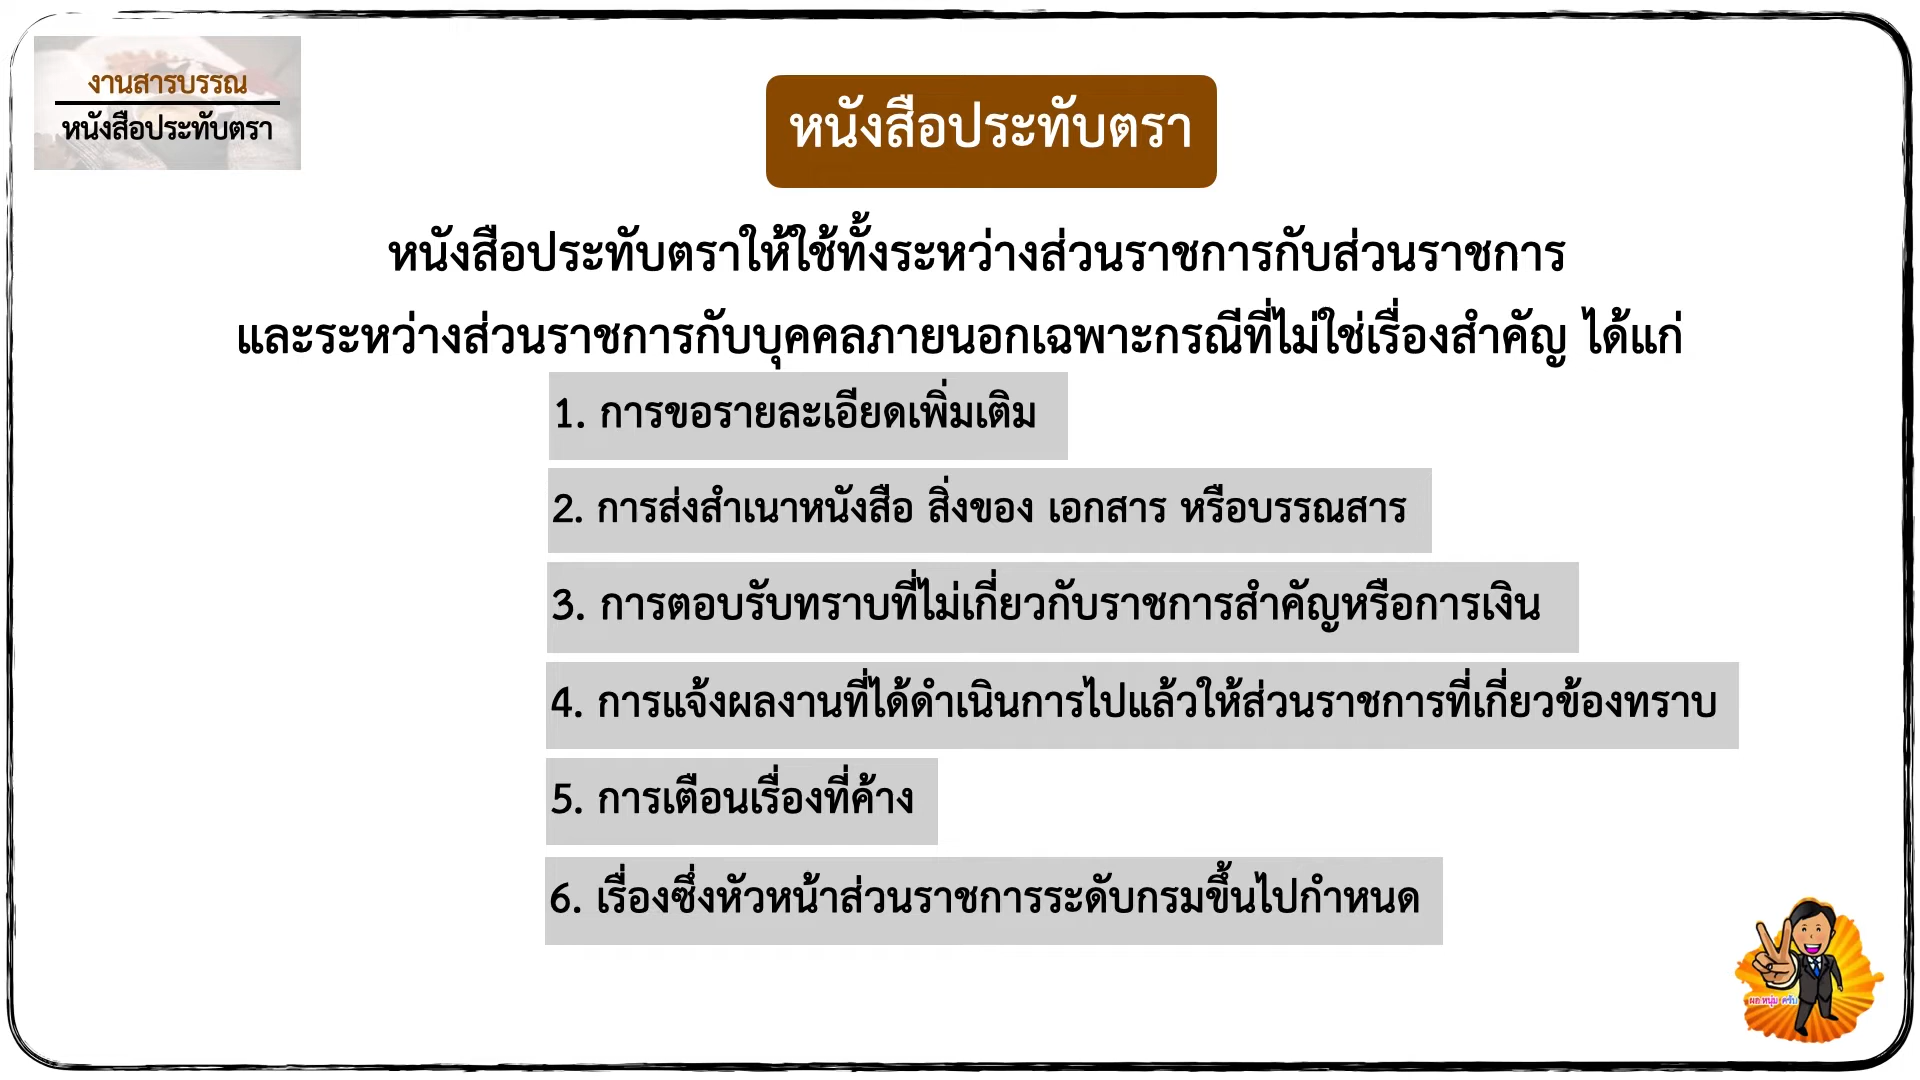 งานสารบรรณ
หนังสือประทับตรา
หนังสือประทับตรา
หนังสือประทับตราให้ใช้ทั้งระหว่างส่วนราชการกับส่วนราชการ
และระหว่างส่วนราชการกับบุคคลภายนอกเฉพาะกรณีที่ไม่ใช่เรื่องสำคัญ ได้แก่
1. การขอรายละเอียดเพิ่มเติม
2. การส่งสำเนาหนังสือ สิ่งของ เอกสาร หรือบรรณสาร
3. การตอบรับทราบที่ไม่เกี่ยวกับราชการสำคัญหรือการเงิน
4. การแจ้งผลงานที่ได้ดำเนินการไปแล้วให้ส่วนราชการที่เกี่ยวข้องทราบ
5. การเตือนเรื่องที่ค้าง
6. เรื่องซึ่งหัวหน้าส่วนราชการระดับกรมขึ้นไปกำหนด
ผอ หนุ่ม ครับ